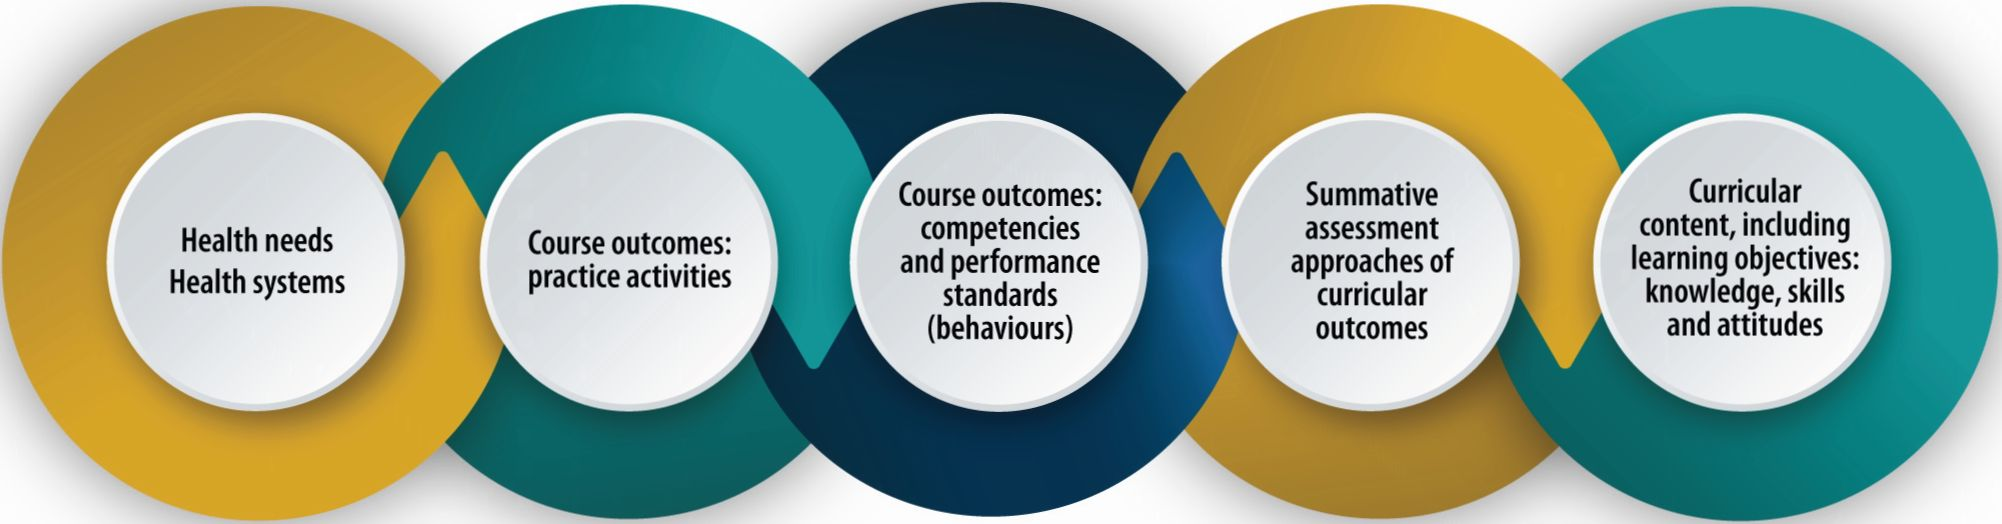 Health needs
Health systems
Course outcomes:
practice activities
Course outcomes:
competencies
and performance
standards
(behaviours)
Summative
assessment
approaches of
curricular
outcomes
Curricular
content, including
learning objectives:
knowledge, skills
and attitudes